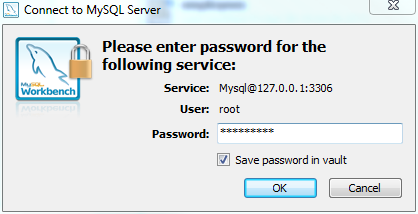 Connect to MySQL Server
Please enter password for the
following service:
Service: Mysql@127.0.0.1:3306
User: root
Password: *********
Save password in vault
MySQL
Workbench
OK Cancel